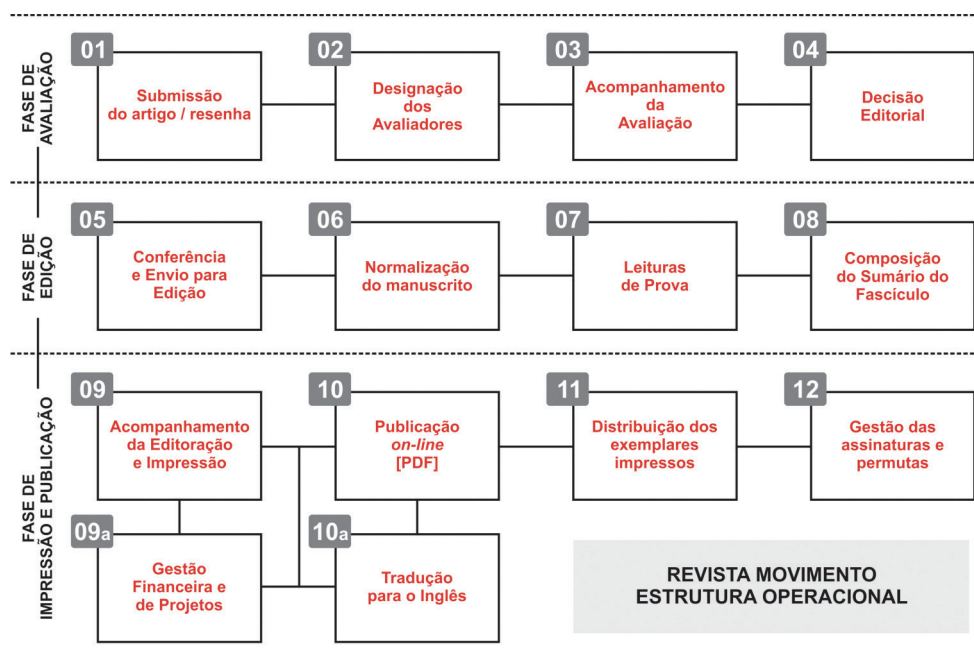 FASE DE
AVALIAÇÃO
01
Submissão
do artigo / resenha
02
Designação
dos
Avaliadores
03
Acompanhamento
da
Avaliação
04
Decisão
Editorial
FASE DE
EDIÇÃO
05
Conferência
e Envio para
Edição
06
Normalização
do manuscrito
07
Leituras
de Prova
08
Composição
do Sumário do
Fascículo
FASE DE
IMPRESSÃO E PUBLICAÇÃO
09
Acompanhamento
da Editoração
e Impressão
10
Publicação
on-line
[PDF]
11
Distribuição dos
exemplares
impressos
12
Gestão das
assinaturas e
permutas
09a
Gestão
Financeira e
de Projetos
10a
Tradução
para o Inglês
REVISTA MOVIMENTO
ESTRUTURA OPERACIONAL